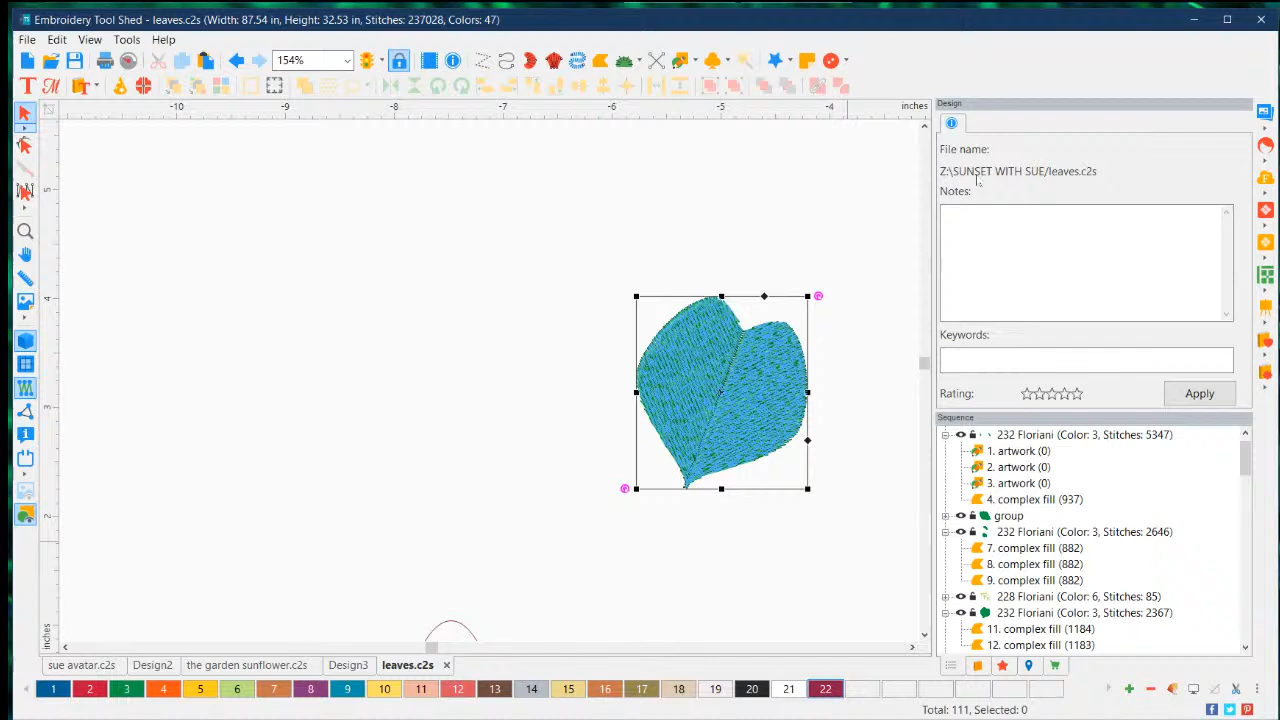 Embroidery Tool Shed - leaves.c2s (Width: 87.54 in, Height: 32.53 in, Stitches: 237028, Colors: 47)
File Edit View Tools Help
154%
-10 -9 -8 -7 -6 -5 -4 inches
5
4
3
2
inches
Design
File name:
Z:\SUNSET WITH SUE/leaves.c2s
Notes:
Keywords:
Rating:
Apply
Sequence
232 Floriani (Color: 3, Stitches: 5347)
1. artwork (0)
2. artwork (0)
3. artwork (0)
4. complex fill (937)
group
232 Floriani (Color: 3, Stitches: 2646)
7. complex fill (882)
8. complex fill (882)
9. complex fill (882)
228 Floriani (Color: 6, Stitches: 85)
232 Floriani (Color: 3, Stitches: 2367)
11. complex fill (1184)
12. complex fill (1183)
sue avatar.c2s Design2 the garden sunflower.c2s Design3 leaves.c2s
1 2 3 4 5 6 7 8 9 10 11 12 13 14 15 16 17 18 19 20 21 22
Total: 111, Selected: 0